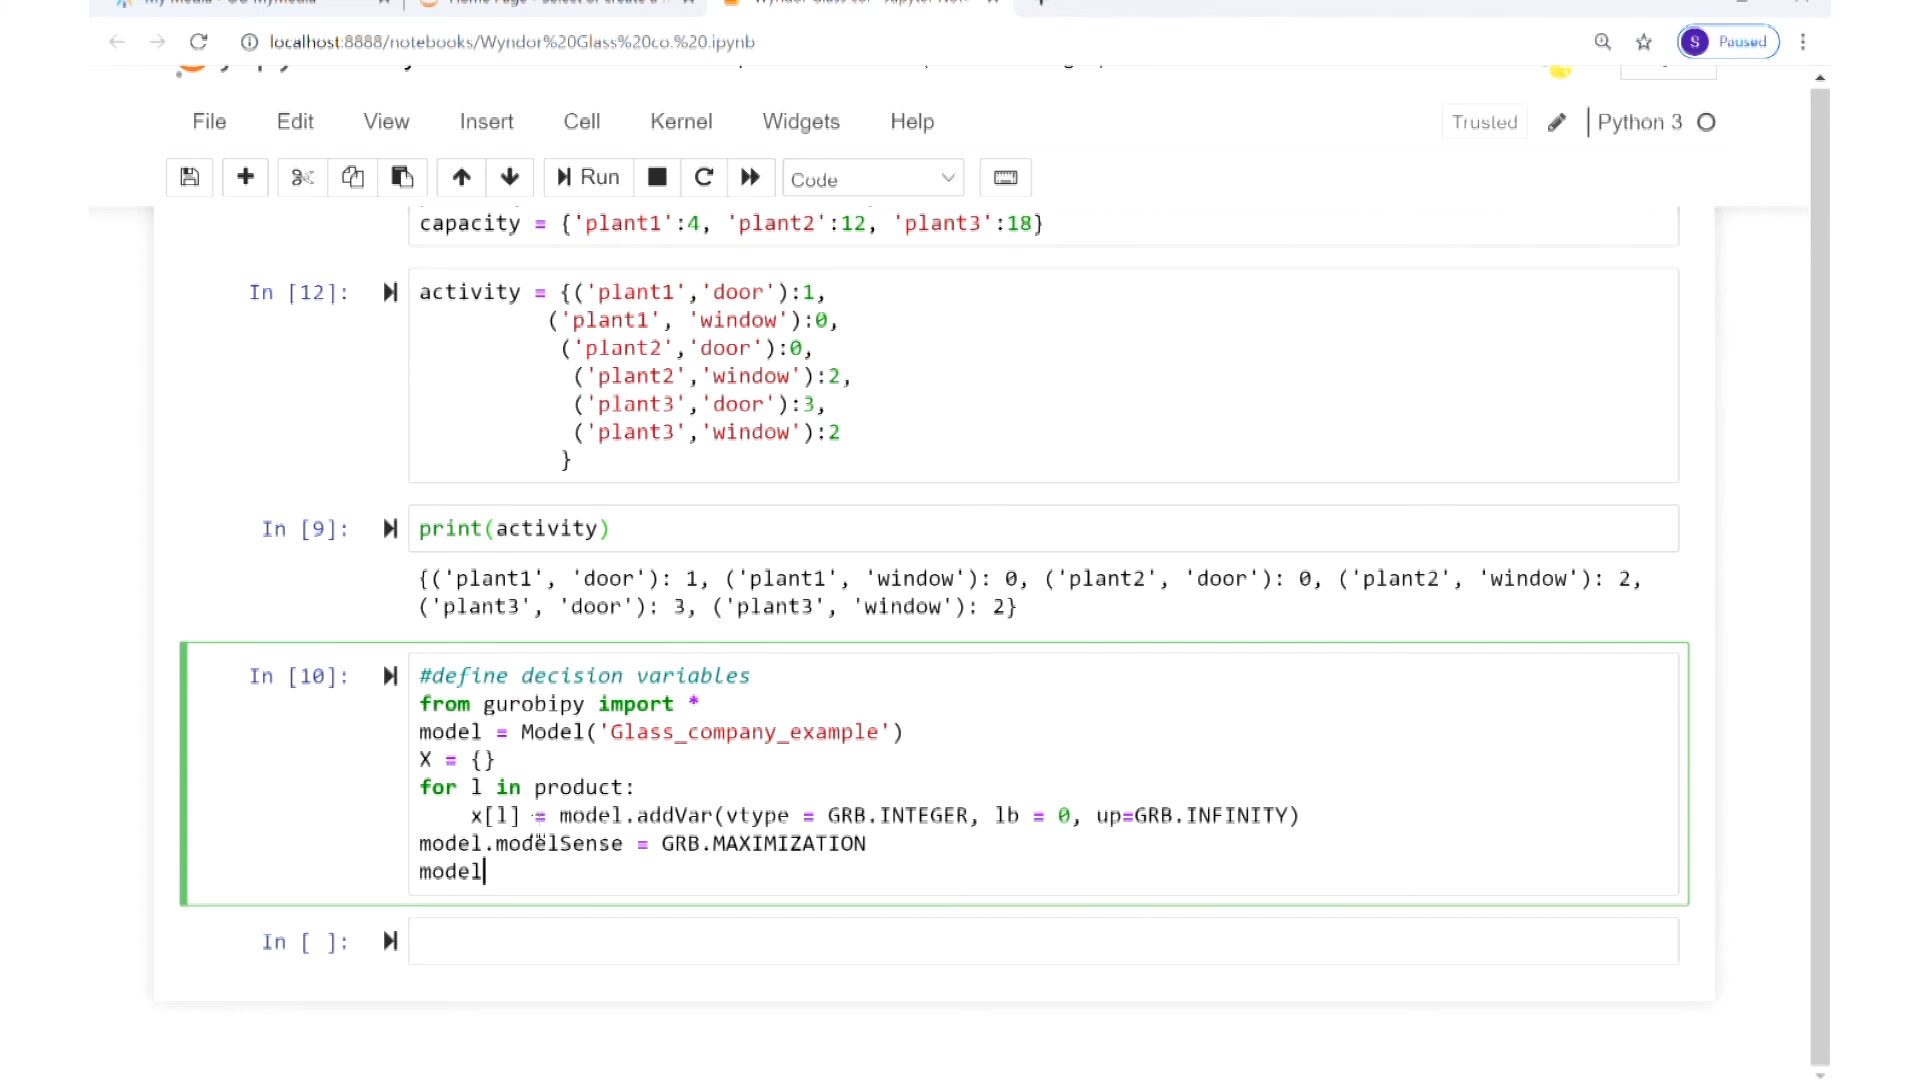 localhost:8888/notebooks/Wyndor%20Glass%20co.%20.ipynb
S Paused
File Edit View Insert Cell Kernel Widgets Help Trusted Python 3
Run Code
capacity = {'plant1':4, 'plant2':12, 'plant3':18}
In [12]: activity = {('plant1','door'):1,
('plant1', 'window'):0,
('plant2','door'):0,
('plant2','window'):2,
('plant3','door'):3,
('plant3','window'):2
}
In [9]: print(activity)
{('plant1', 'door'): 1, ('plant1', 'window'): 0, ('plant2', 'door'): 0, ('plant2', 'window'): 2,
('plant3', 'door'): 3, ('plant3', 'window'): 2}
In [10]: #define decision variables
from gurobipy import *
model = Model('Glass_company_example')
X = {}
for l in product:
x[l] = model.addVar(vtype = GRB.INTEGER, lb = 0, up=GRB.INFINITY)
model.modelSense = GRB.MAXIMIZATION
model
In [ ]: